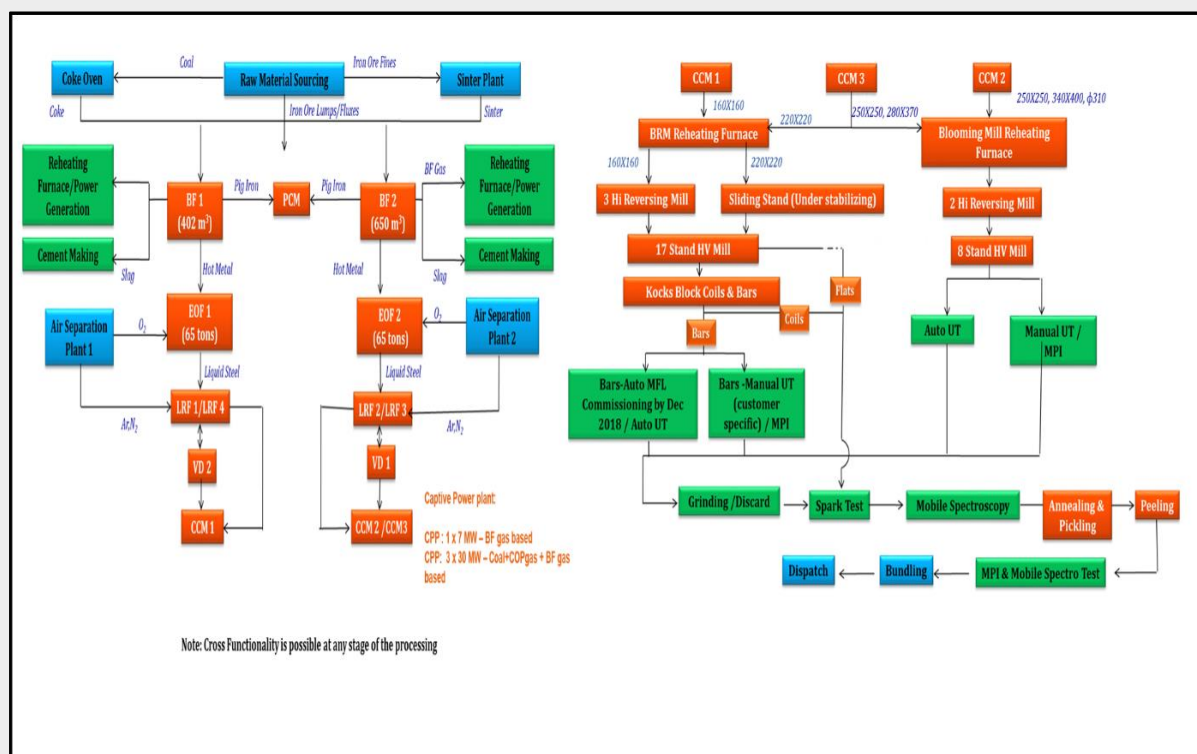 Coal
Iron Ore Fines
Coke Oven
Raw Material Sourcing
Sinter Plant
Coke
Iron Ore Lumps/Fluxes
Sinter
Reheating
Furnace/Power
Generation
BF Gas
Reheating
Furnace/Power
Generation
Pig Iron
PCM
Pig Iron
BF 1
(402 m³)
BF 2
(650 m³)
Cement Making
Cement Making
Slag
Hot Metal
Hot Metal
Slag
Air Separation
Plant 1
O₂
EOF 1
(65 tons)
EOF 2
(65 tons)
O₂
Air Separation
Plant 2
Liquid Steel
Liquid Steel
LRF 1/LRF 4
LRF 2/LRF 3
Ar,N₂
Ar,N₂
VD 2
VD 1
CCM 1
CCM 2 /CCM3
Captive Power plant:
CPP : 1 x 7 MW – BF gas based
CPP: 3 x 30 MW – Coal+COPgas + BF gas
based
Note: Cross Functionality is possible at any stage of the processing
CCM 1
CCM 3
CCM 2
160X160
220X220
250X250, 280X370
250X250, 340X400, ф310
BRM Reheating Furnace
Blooming Mill Reheating
Furnace
160X160
220X220
3 Hi Reversing Mill
Sliding Stand (Under stabilizing)
2 Hi Reversing Mill
17 Stand HV Mill
8 Stand HV Mill
Kocks Block Coils & Bars
Flats
Coils
Bars
Auto UT
Manual UT /
MPI
Bars-Auto MFL
Commissioning by Dec
2018 / Auto UT
Bars -Manual UT
(customer
specific) / MPI
Grinding /Discard
Spark Test
Mobile Spectroscopy
Annealing &
Pickling
Peeling
Dispatch
Bundling
MPI & Mobile Spectro Test